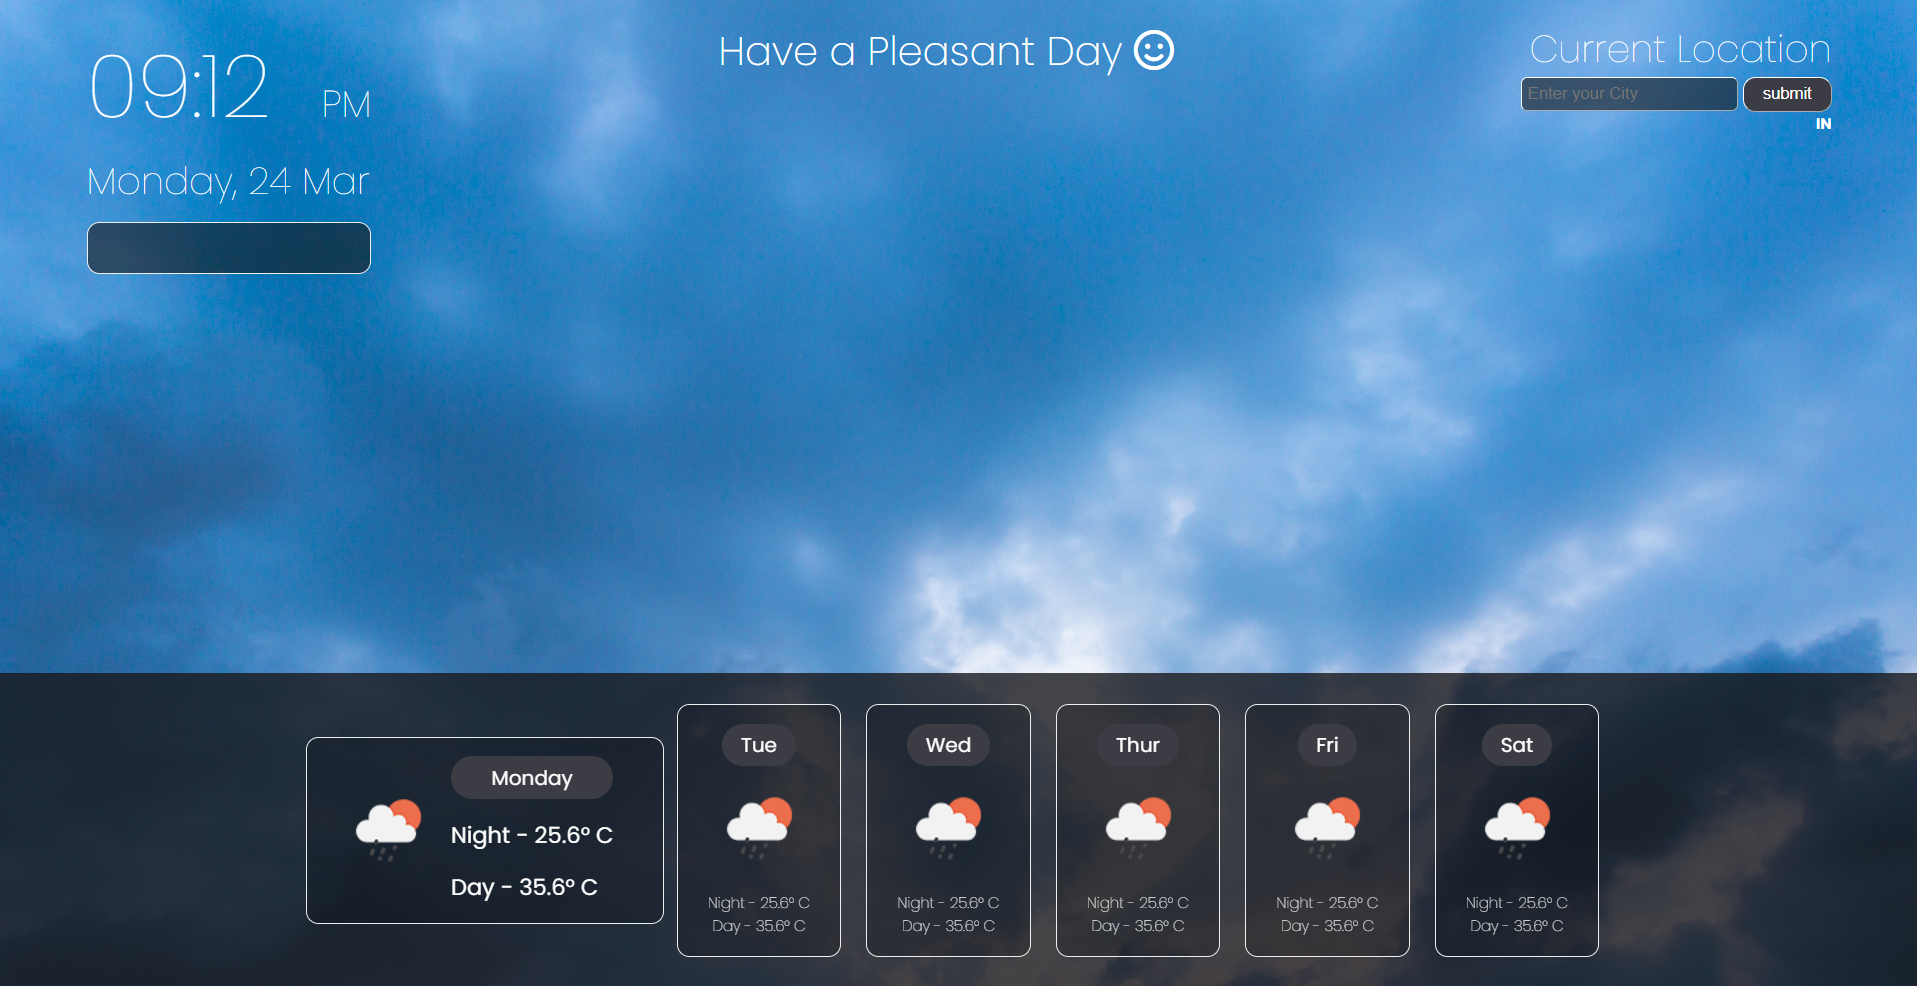 09:12 PM
Monday, 24 Mar
Have a Pleasant Day
Current Location
Enter your City
submit
IN
Monday
Night - 25.6° C
Day - 35.6° C
Tue
Night - 25.6° C
Day - 35.6° C
Wed
Night - 25.6° C
Day - 35.6° C
Thur
Night - 25.6° C
Day - 35.6° C
Fri
Night - 25.6° C
Day - 35.6° C
Sat
Night - 25.6° C
Day - 35.6° C